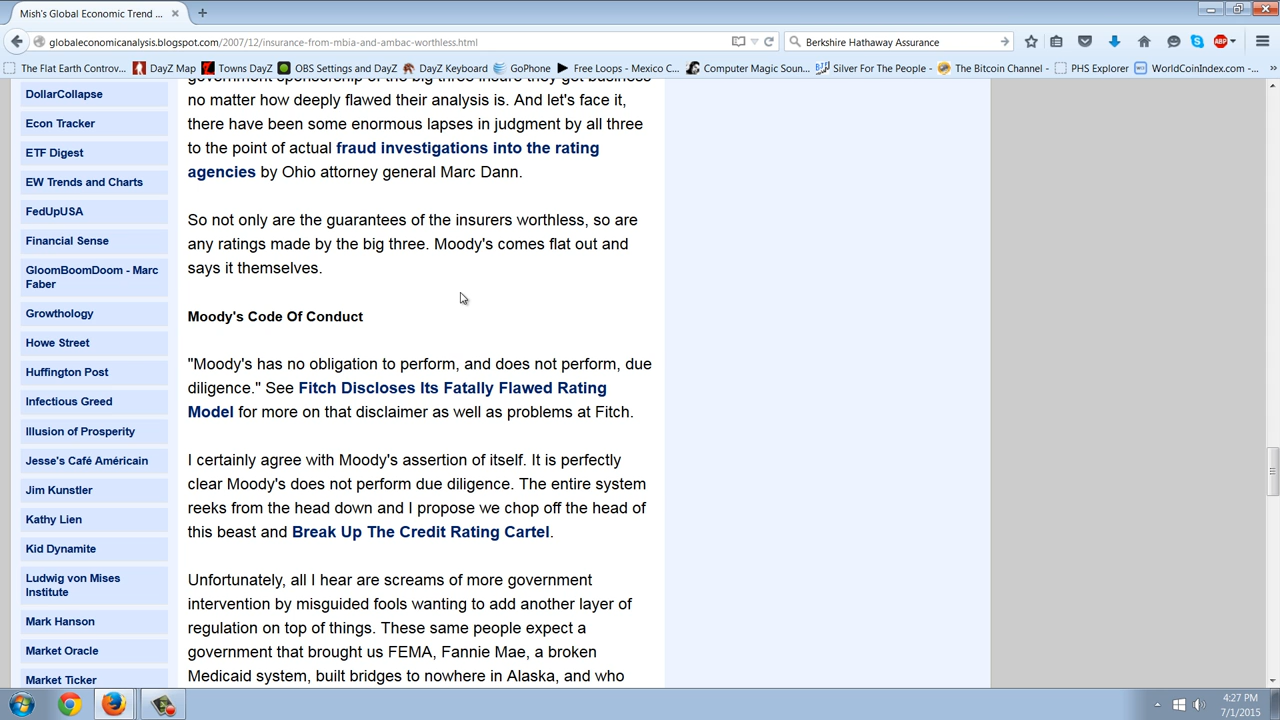 Mish's Global Economic Trend ...
globaleconomicanalysis.blogspot.com/2007/12/insurance-from-mbia-and-ambac-worthless.html
Berkshire Hathaway Assurance
ABP
The Flat Earth Controv...
DayZ Map
Towns DayZ
OBS Settings and DayZ
DayZ Keyboard
GoPhone
Free Loops - Mexico C...
Computer Magic Soun...
Silver For The People -
The Bitcoin Channel -
PHS Explorer
WorldCoinIndex.com -...
DollarCollapse
Econ Tracker
ETF Digest
EW Trends and Charts
FedUpUSA
Financial Sense
GloomBoomDoom - Marc
Faber
Growthology
Howe Street
Huffington Post
Infectious Greed
Illusion of Prosperity
Jesse's Café Américain
Jim Kunstler
Kathy Lien
Kid Dynamite
Ludwig von Mises
Institute
Mark Hanson
Market Oracle
Market Ticker
government sponsorship of the big three insure they got business
no matter how deeply flawed their analysis is. And let's face it,
there have been some enormous lapses in judgment by all three
to the point of actual fraud investigations into the rating
agencies by Ohio attorney general Marc Dann.
So not only are the guarantees of the insurers worthless, so are
any ratings made by the big three. Moody's comes flat out and
says it themselves.
Moody's Code Of Conduct
"Moody's has no obligation to perform, and does not perform, due
diligence." See Fitch Discloses Its Fatally Flawed Rating
Model for more on that disclaimer as well as problems at Fitch.
I certainly agree with Moody's assertion of itself. It is perfectly
clear Moody's does not perform due diligence. The entire system
reeks from the head down and I propose we chop off the head of
this beast and Break Up The Credit Rating Cartel.
Unfortunately, all I hear are screams of more government
intervention by misguided fools wanting to add another layer of
regulation on top of things. These same people expect a
government that brought us FEMA, Fannie Mae, a broken
Medicaid system, built bridges to nowhere in Alaska, and who
4:27 PM
7/1/2015